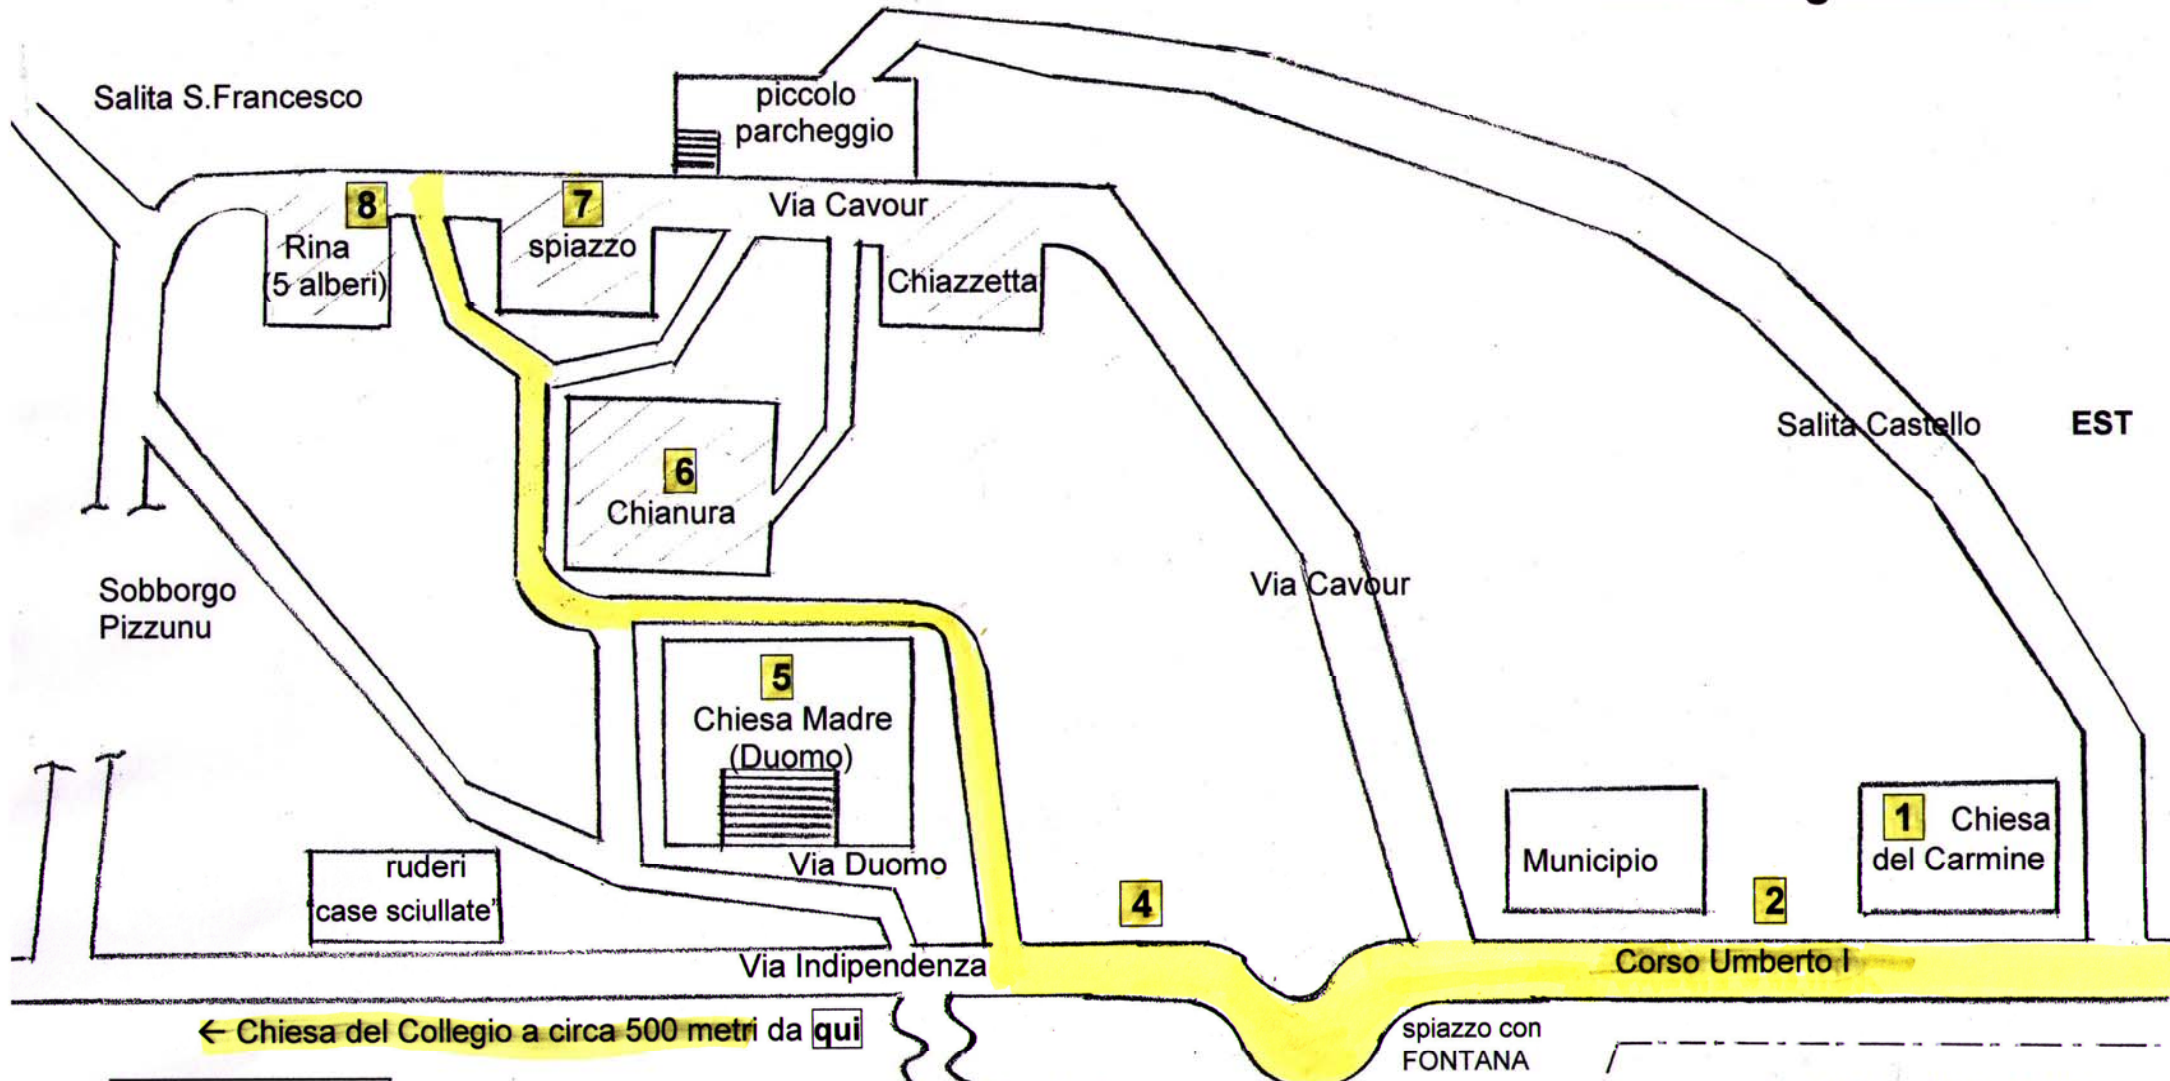 Salita S.Francesco
piccolo
parcheggio
8
7
Via Cavour
Rina
(5 alberi)
spiazzo
Chiazzetta
Salita Castello
EST
6
Chianura
Via Cavour
Sobborgo
Pizzunu
5
Chiesa Madre
(Duomo)
1 Chiesa
del Carmine
Municipio
Via Duomo
ruderi
"case sciullate"
4
2
Via Indipendenza
Corso Umberto I
← Chiesa del Collegio a circa 500 metri da qui
spiazzo con
FONTANA